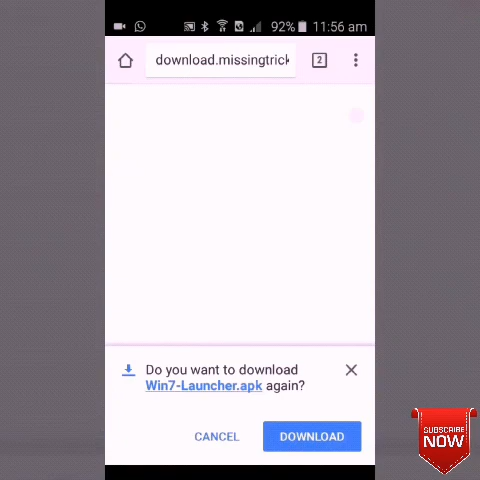 92% 11:56 am
download.missingtrick
2
Do you want to download
Win7-Launcher.apk again?
CANCEL DOWNLOAD
SUBSCRIBE
NOW